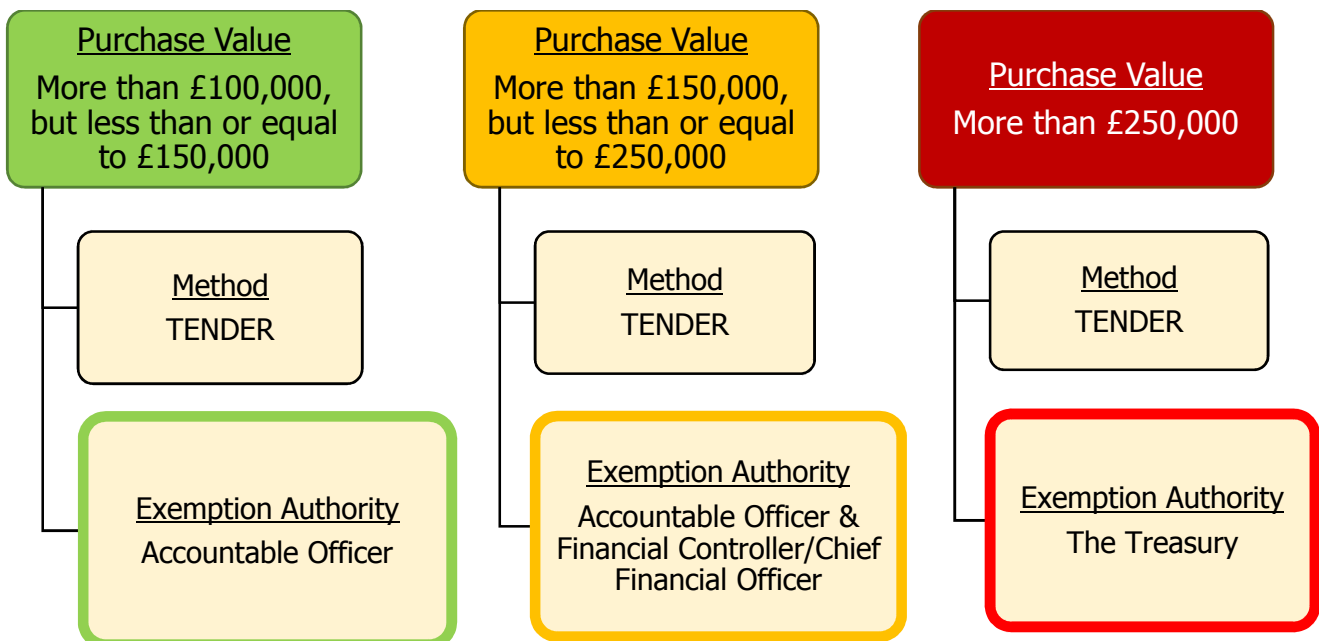 Purchase Value
More than £100,000,
but less than or equal
to £150,000
Method
TENDER
Exemption Authority
Accountable Officer
Purchase Value
More than £150,000,
but less than or equal
to £250,000
Method
TENDER
Exemption Authority
Accountable Officer &
Financial Controller/Chief
Financial Officer
Purchase Value
More than £250,000
Method
TENDER
Exemption Authority
The Treasury